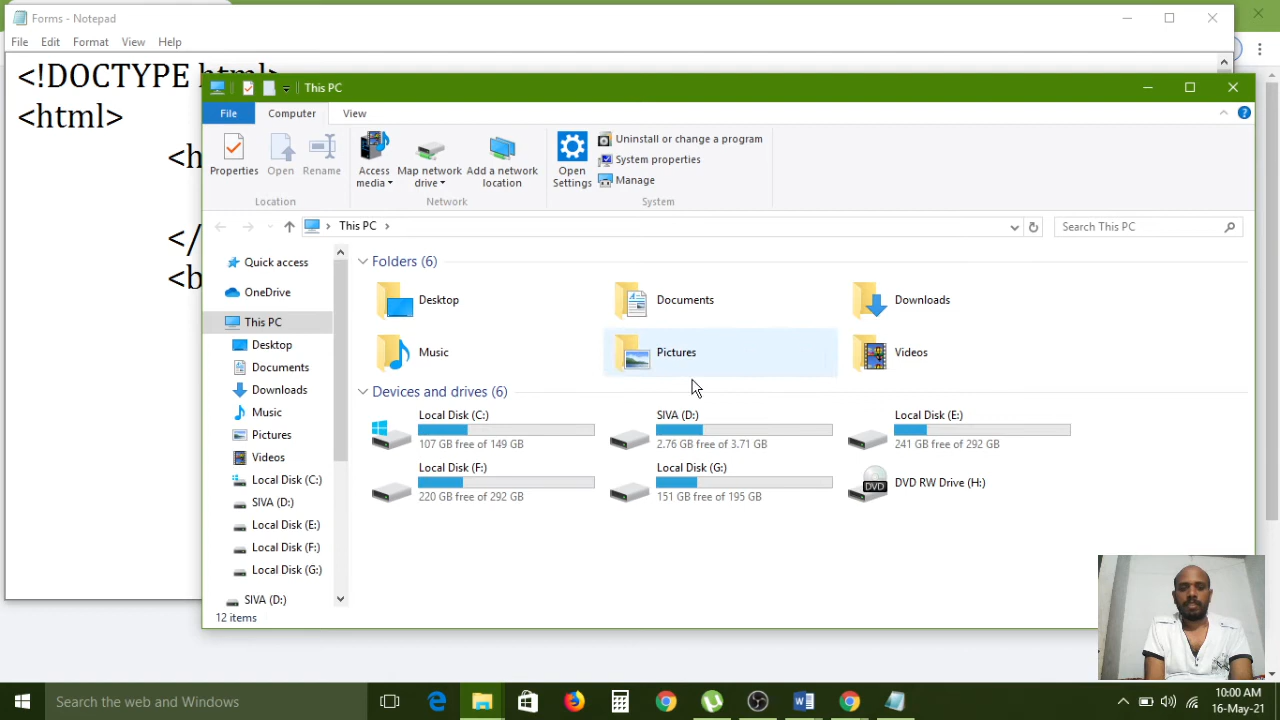 Forms - Notepad
File Edit Format View Help
<!DOCTYPE html>
<html>
<h
</
<b
This PC
File Computer View
Properties Open Rename
Location
Access media Map network drive Add a network location
Network
Open Settings
Uninstall or change a program
System properties
Manage
System
This PC
Search This PC
Quick access
OneDrive
This PC
Desktop
Documents
Downloads
Music
Pictures
Videos
Local Disk (C:)
SIVA (D:)
Local Disk (E:)
Local Disk (F:)
Local Disk (G:)
SIVA (D:)
Folders (6)
Desktop Documents Downloads
Music Pictures Videos
Devices and drives (6)
Local Disk (C:) SIVA (D:) Local Disk (E:)
107 GB free of 149 GB 2.76 GB free of 3.71 GB 241 GB free of 292 GB
Local Disk (F:) Local Disk (G:) DVD RW Drive (H:)
220 GB free of 292 GB 151 GB free of 195 GB
DVD
12 items
Search the web and Windows
10:00 AM
16-May-21